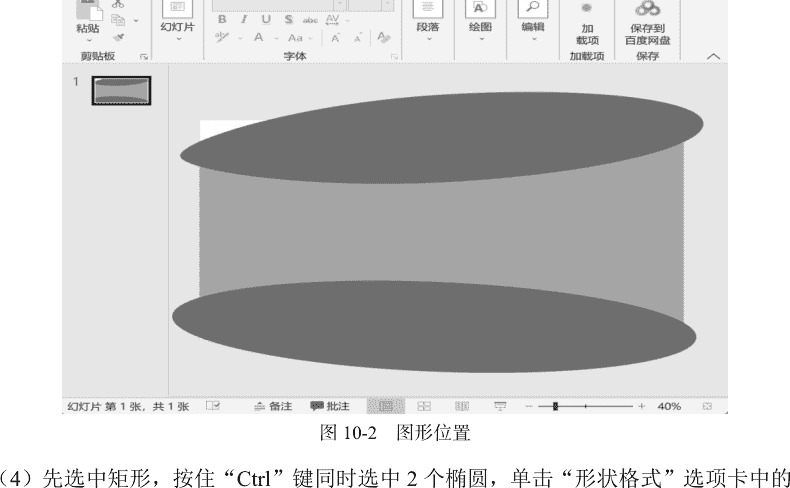 粘贴
幻灯片
B I U S abc AV
A Aa A A A
段落
绘图
编辑
加
载项
保存到
百度网盘
剪贴板
字体
加载项
保存
1
幻灯片 第 1 张，共 1 张
备注
批注
40%
图 10-2 图形位置
（4）先选中矩形，按住“Ctrl”键同时选中 2 个椭圆，单击“形状格式”选项卡中的